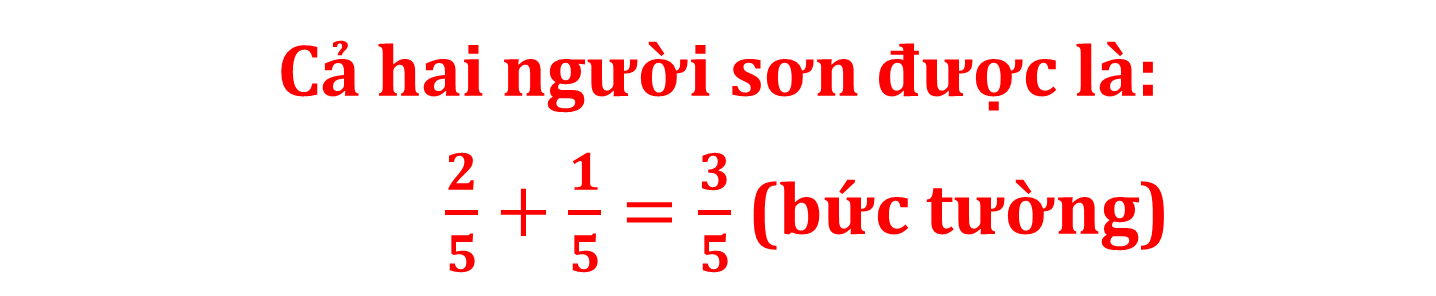 Cả hai người sơn được là:
2/5 + 1/5 = 3/5 (bức tường)